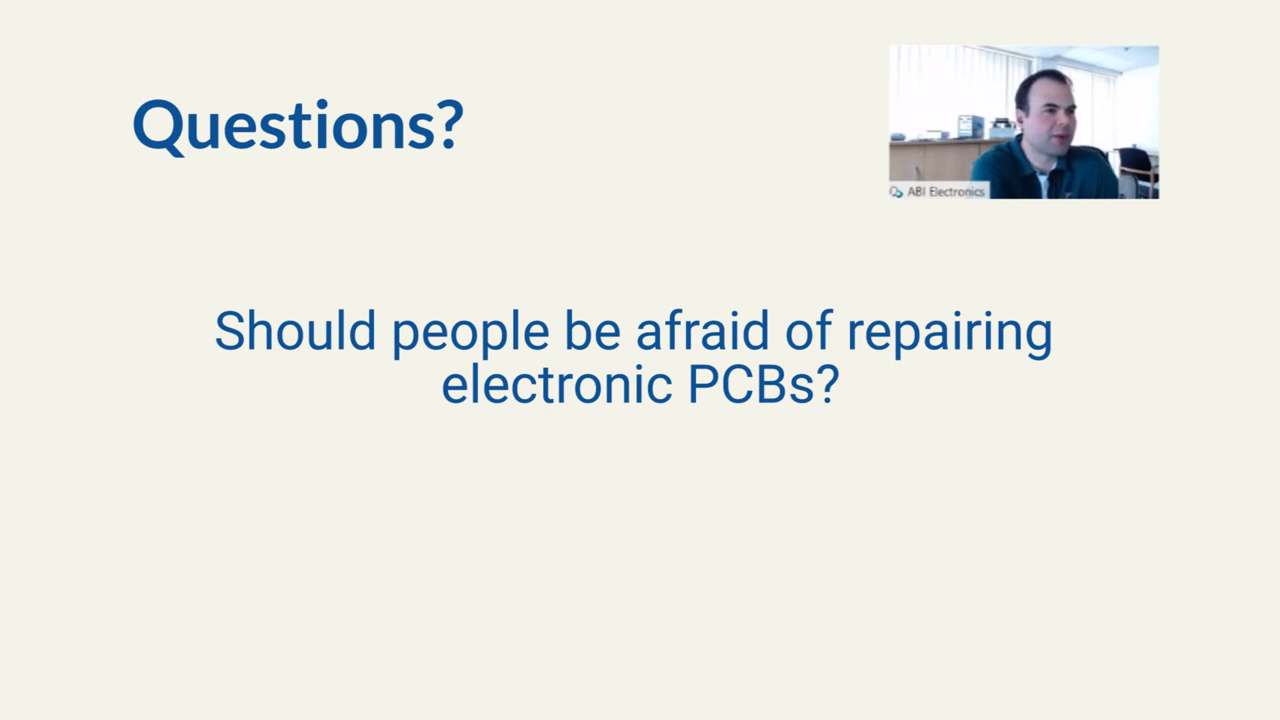 Questions?
ABI Electronics
Should people be afraid of repairing
electronic PCBs?